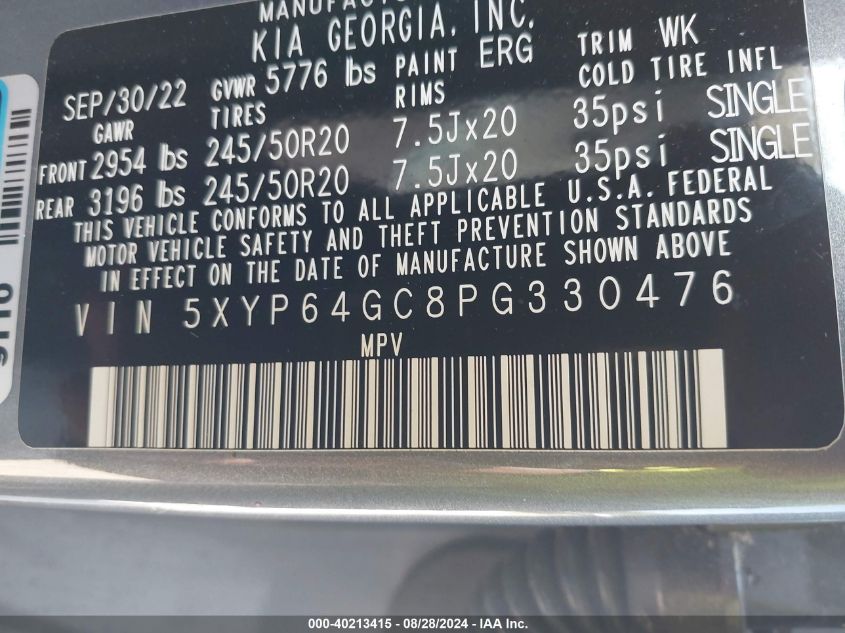 MANUFACTURED
KIA GEORGIA, INC.
SEP/30/22 GVWR 5776 lbs PAINT ERG TRIM WK
GAWR TIRES RIMS COLD TIRE INFL
FRONT 2954 lbs 245/50R20 7.5Jx20 35psi SINGLE
REAR 3196 lbs 245/50R20 7.5Jx20 35psi SINGLE
THIS VEHICLE CONFORMS TO ALL APPLICABLE U.S.A. FEDERAL
MOTOR VEHICLE SAFETY AND THEFT PREVENTION STANDARDS
IN EFFECT ON THE DATE OF MANUFACTURE SHOWN ABOVE
VIN 5XYP64GC8PG330476
MPV
000-40213415 - 08/28/2024 - IAA Inc.